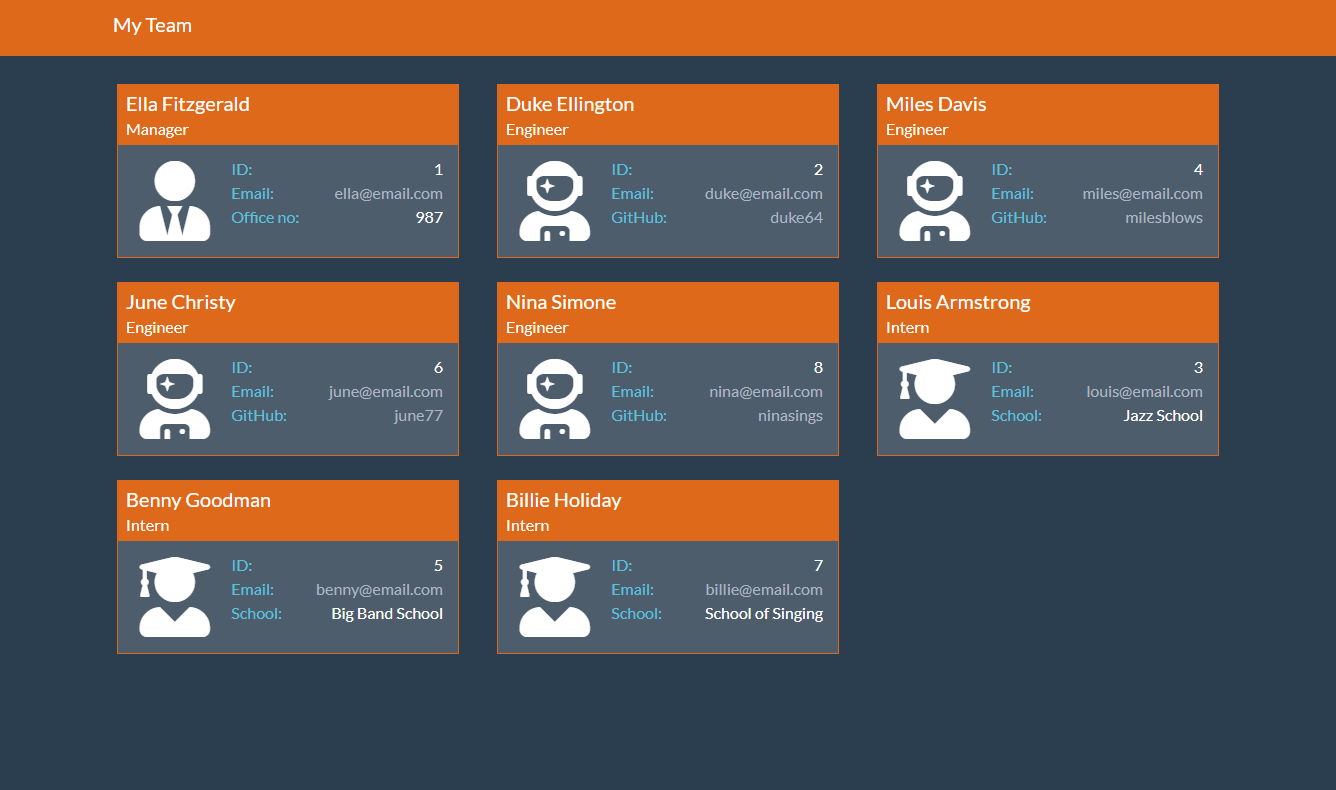 My Team
Ella Fitzgerald
Manager
ID: 1
Email: ella@email.com
Office no: 987
Duke Ellington
Engineer
ID: 2
Email: duke@email.com
GitHub: duke64
Miles Davis
Engineer
ID: 4
Email: miles@email.com
GitHub: milesblows
June Christy
Engineer
ID: 6
Email: june@email.com
GitHub: june77
Nina Simone
Engineer
ID: 8
Email: nina@email.com
GitHub: ninasings
Louis Armstrong
Intern
ID: 3
Email: louis@email.com
School: Jazz School
Benny Goodman
Intern
ID: 5
Email: benny@email.com
School: Big Band School
Billie Holiday
Intern
ID: 7
Email: billie@email.com
School: School of Singing